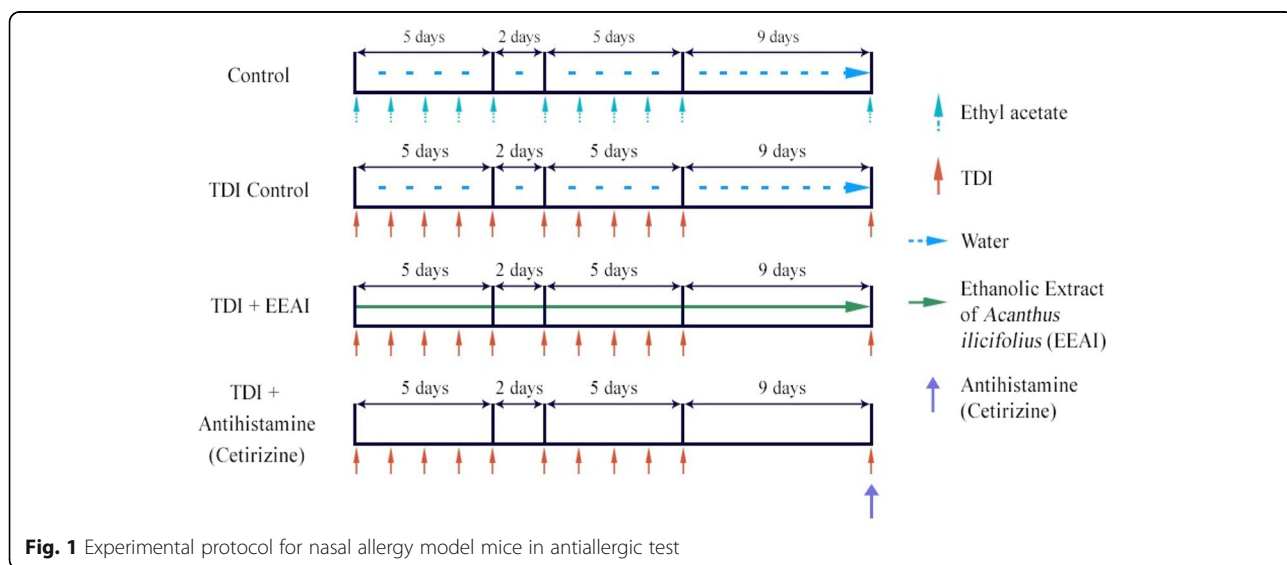 5 days 2 days 5 days 9 days
Control
5 days 2 days 5 days 9 days
TDI Control
5 days 2 days 5 days 9 days
TDI + EEAI
5 days 2 days 5 days 9 days
TDI +
Antihistamine
(Cetirizine)
Ethyl acetate
TDI
Water
Ethanolic Extract
of Acanthus
ilicifolius (EEAI)
Antihistamine
(Cetirizine)
Fig. 1 Experimental protocol for nasal allergy model mice in antiallergic test